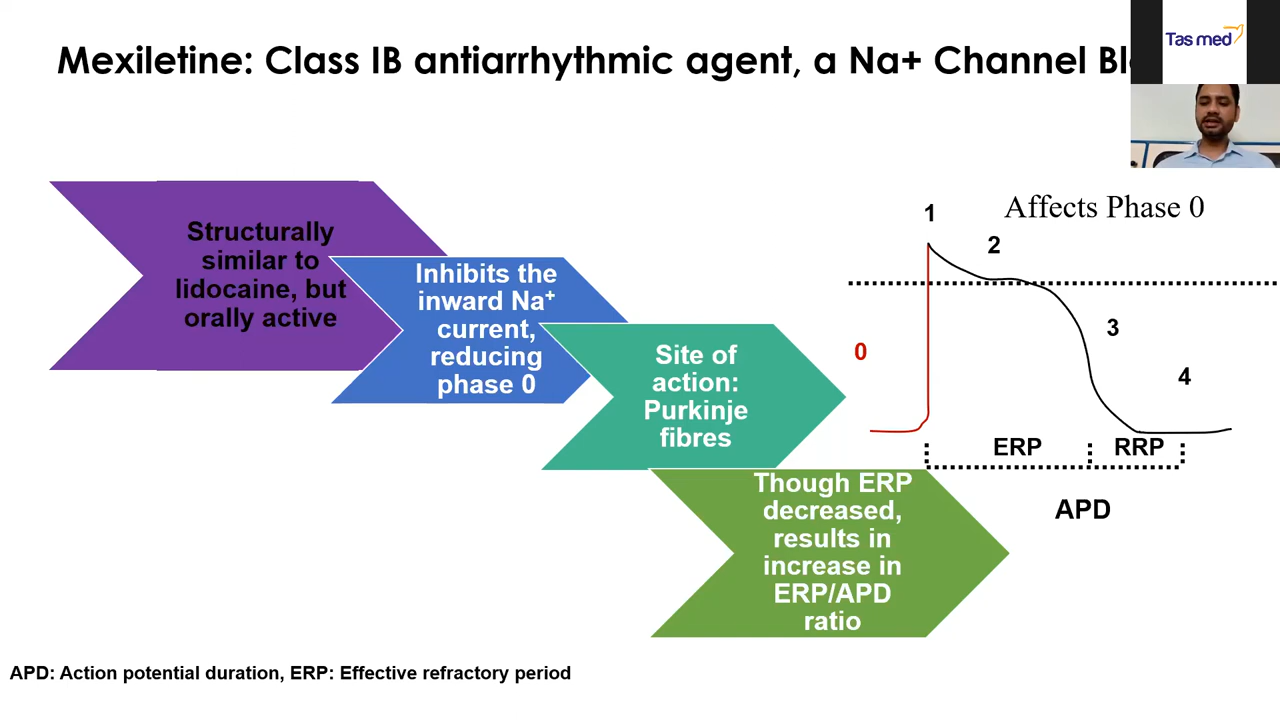 Mexiletine: Class IB antiarrhythmic agent, a Na+ Channel
Tas med
Structurally
similar to
lidocaine, but
orally active
Inhibits the
inward Na⁺
current,
reducing
phase 0
Site of
action:
Purkinje
fibres
Though ERP
decreased,
results in
increase in
ERP/APD
ratio
Affects Phase 0
1
2
0
3
4
ERP
RRP
APD
APD: Action potential duration, ERP: Effective refractory period